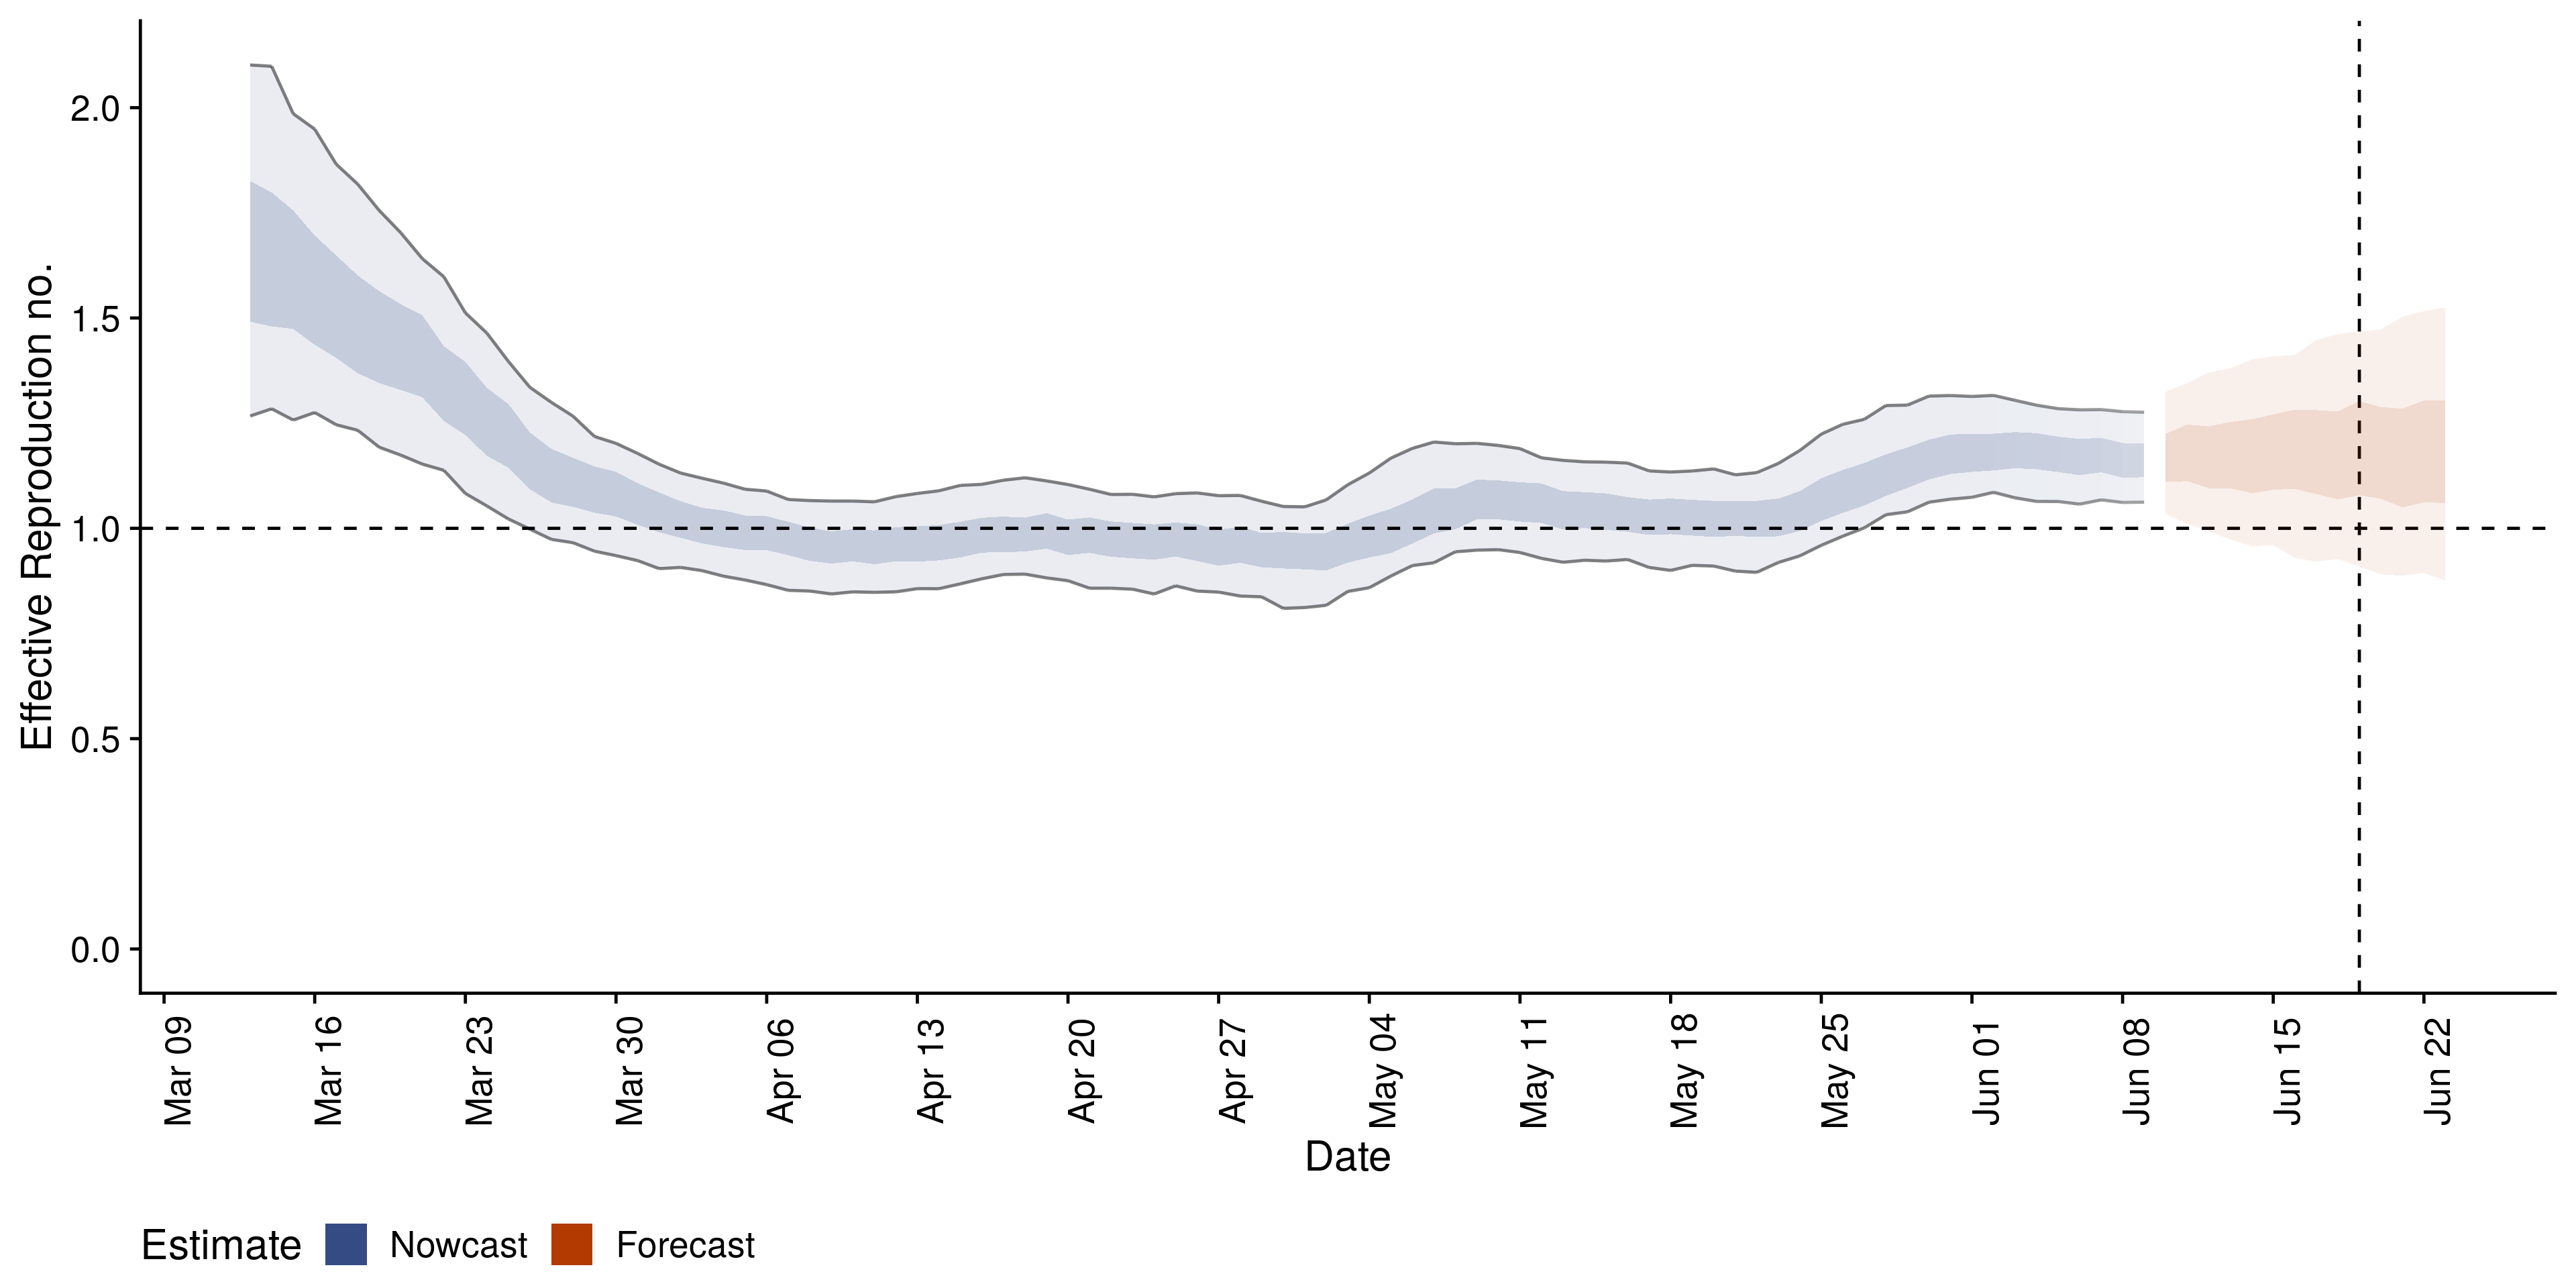 Effective Reproduction no.
2.0
1.5
1.0
0.5
0.0
Mar 09
Mar 16
Mar 23
Mar 30
Apr 06
Apr 13
Apr 20
Apr 27
May 04
May 11
May 18
May 25
Jun 01
Jun 08
Jun 15
Jun 22
Date
Estimate Nowcast Forecast